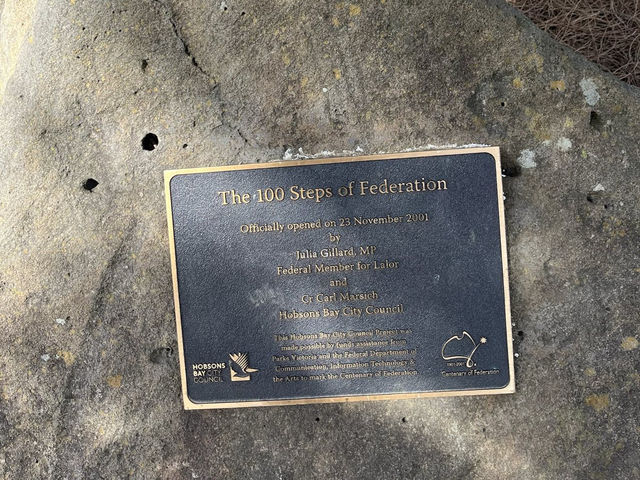 The 100 Steps of Federation
Officially opened on 23 November 2001
by
Julia Gillard, MP
Federal Member for Lalor
and
Cr Carl Marsich
Hobsons Bay City Council
This Hobsons Bay City Council Project was
made possible by funds assistance from
Parks Victoria and the Federal Department of
Communication, Information Technology &
the Arts to mark the Centenary of Federation
HOBSONS
BAY CITY
COUNCIL
1901-2001
Centenary of Federation